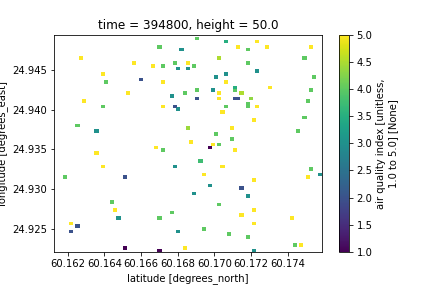 time = 394800, height = 50.0
24.945
24.940
24.935
24.930
24.925
longitude [degrees_east]
60.162 60.164 60.166 60.168 60.170 60.172 60.174
latitude [degrees_north]
5.0
4.5
4.0
3.5
3.0
2.5
2.0
1.5
1.0
air quality index [unitless,
1.0 to 5.0] [None]